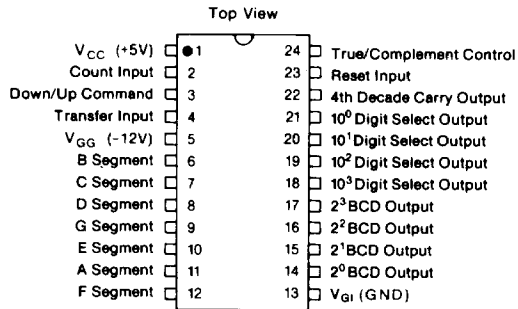 Top View
V_CC (+5V) 1 24 True/Complement Control
Count Input 2 23 Reset Input
Down/Up Command 3 22 4th Decade Carry Output
Transfer Input 4 21 10⁰ Digit Select Output
V_GG (-12V) 5 20 10¹ Digit Select Output
B Segment 6 19 10² Digit Select Output
C Segment 7 18 10³ Digit Select Output
D Segment 8 17 2³ BCD Output
G Segment 9 16 2² BCD Output
E Segment 10 15 2¹ BCD Output
A Segment 11 14 2⁰ BCD Output
F Segment 12 13 V_GI (GND)